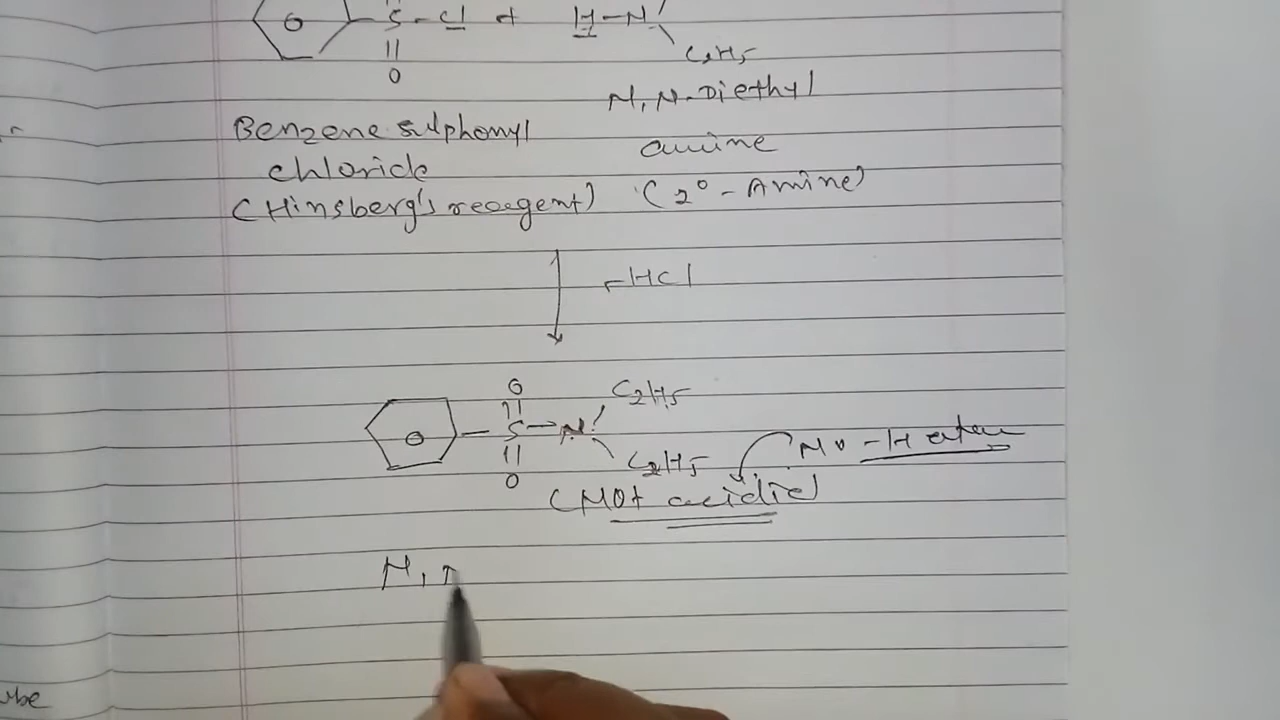 S - Cl + H - N
C2H5
O
N,N-Diethyl
Benzene sulphonyl amine
chloride
(Hinsberg's reagent) (2° - Amine)
- HCl
O C2H5
S - N
C2H5 No - H atom
O
(Not acidic)
N,